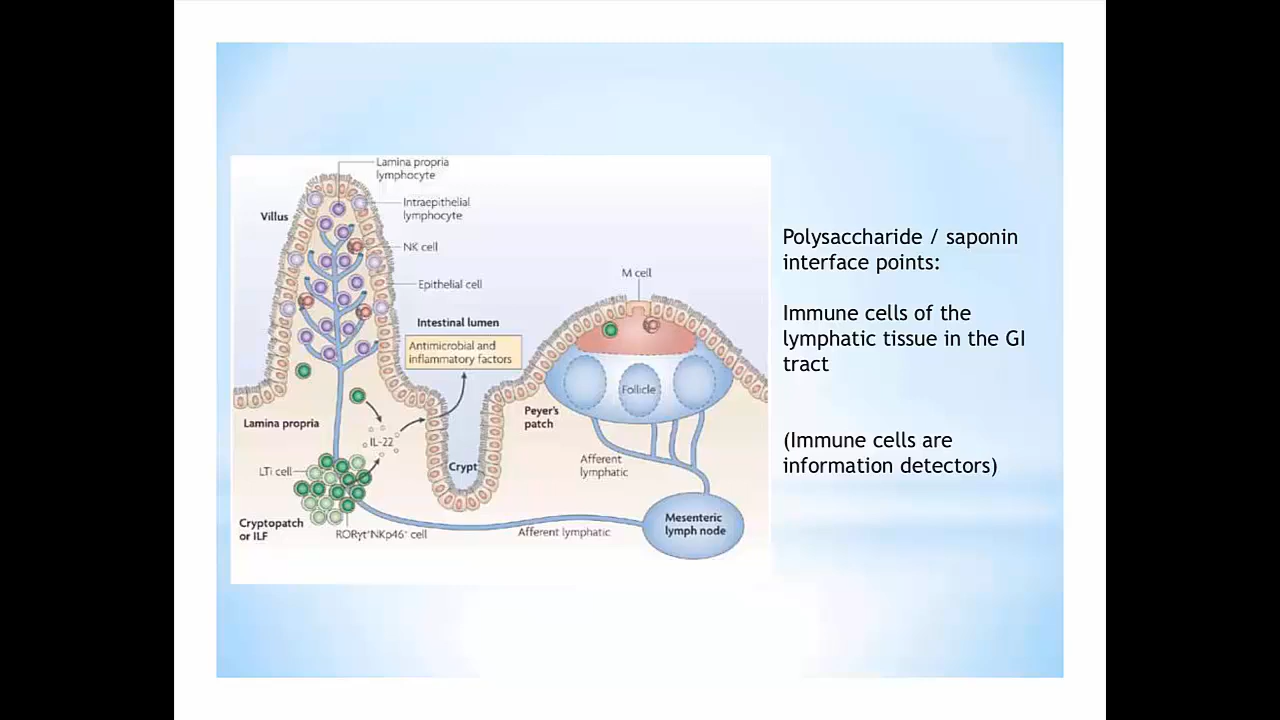 Lamina propria
lymphocyte
Villus
Intraepithelial
lymphocyte
NK cell
Epithelial cell
Intestinal lumen
Antimicrobial and
inflammatory factors
M cell
Follicle
Peyer's
patch
Lamina propria
IL-22
LTi cell
Crypt
Afferent
lymphatic
Cryptopatch
or ILF
RORγt⁺NKp46⁺ cell
Afferent lymphatic
Mesenteric
lymph node
Polysaccharide / saponin
interface points:
Immune cells of the
lymphatic tissue in the GI
tract
(Immune cells are
information detectors)